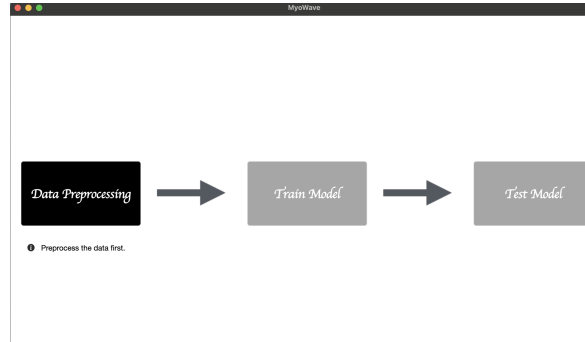 MyoWave
Data Preprocessing
Train Model
Test Model
Preprocess the data first.